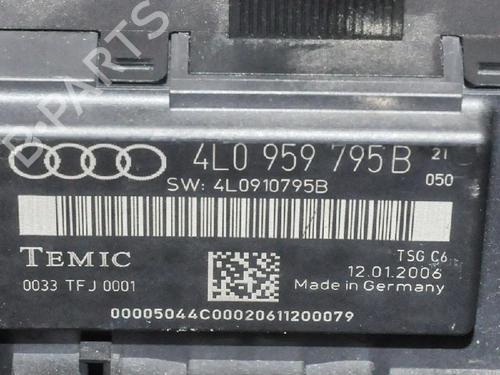 B-PARTS
4L0 959 795 B 21
050
SW: 4L0910795B
TEMIC
TSG C6
12.01.2006
0033 TFJ 0001
Made in Germany
00005044C00020611200079